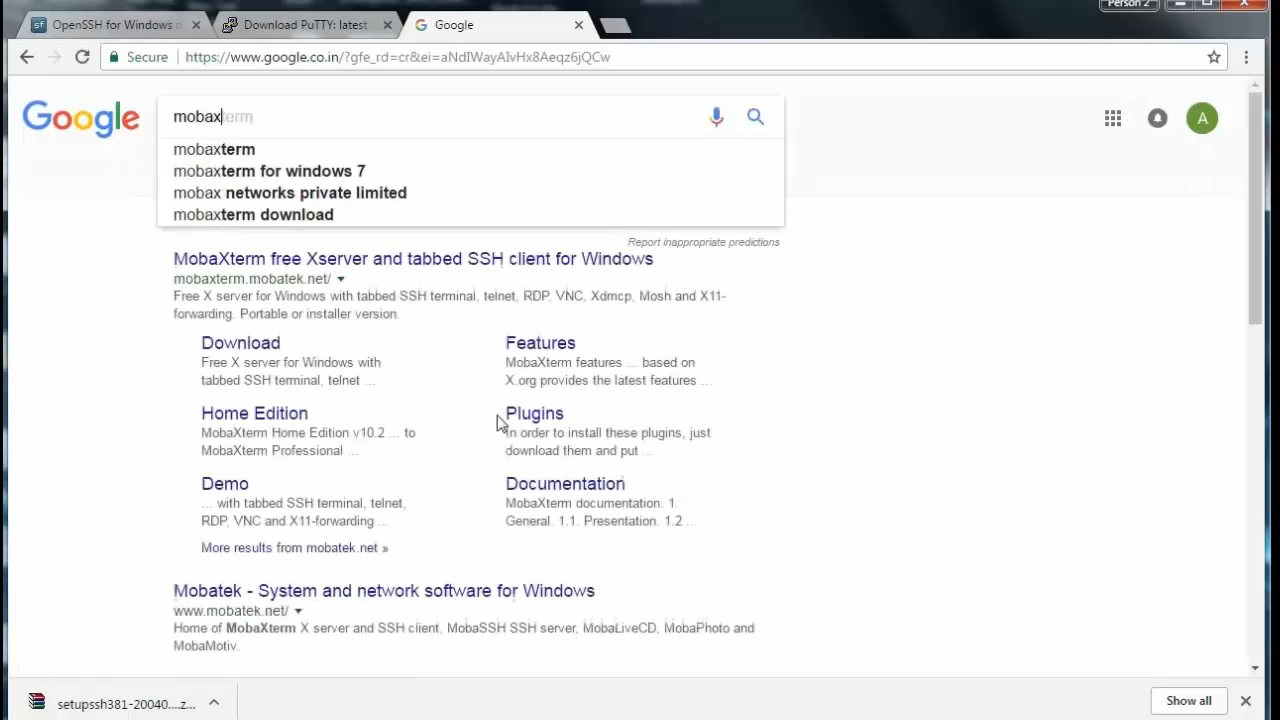 Person 2
OpenSSH for Windows d
Download PuTTY: latest
Google
Secure
https://www.google.co.in/?gfe_rd=cr&ei=aNdIWayAIvHx8Aeqz6jQCw
Google
mobaxterm
A
mobaxterm
mobaxterm for windows 7
mobax networks private limited
mobaxterm download
Report inappropriate predictions
MobaXterm free Xserver and tabbed SSH client for Windows
mobaxterm.mobatek.net/
Free X server for Windows with tabbed SSH terminal, telnet, RDP, VNC, Xdmcp, Mosh and X11-
forwarding. Portable or installer version.
Download
Free X server for Windows with
tabbed SSH terminal, telnet ...
Features
MobaXterm features ... based on
X.org provides the latest features ...
Home Edition
MobaXterm Home Edition v10.2 ... to
MobaXterm Professional ...
Plugins
In order to install these plugins, just
download them and put ...
Demo
... with tabbed SSH terminal, telnet,
RDP, VNC and X11-forwarding ...
Documentation
MobaXterm documentation. 1.
General. 1.1. Presentation. 1.2 ...
More results from mobatek.net »
Mobatek - System and network software for Windows
www.mobatek.net/
Home of MobaXterm X server and SSH client, MobaSSH SSH server, MobaLiveCD, MobaPhoto and
MobaMotiv.
setupssh381-20040....z...
Show all